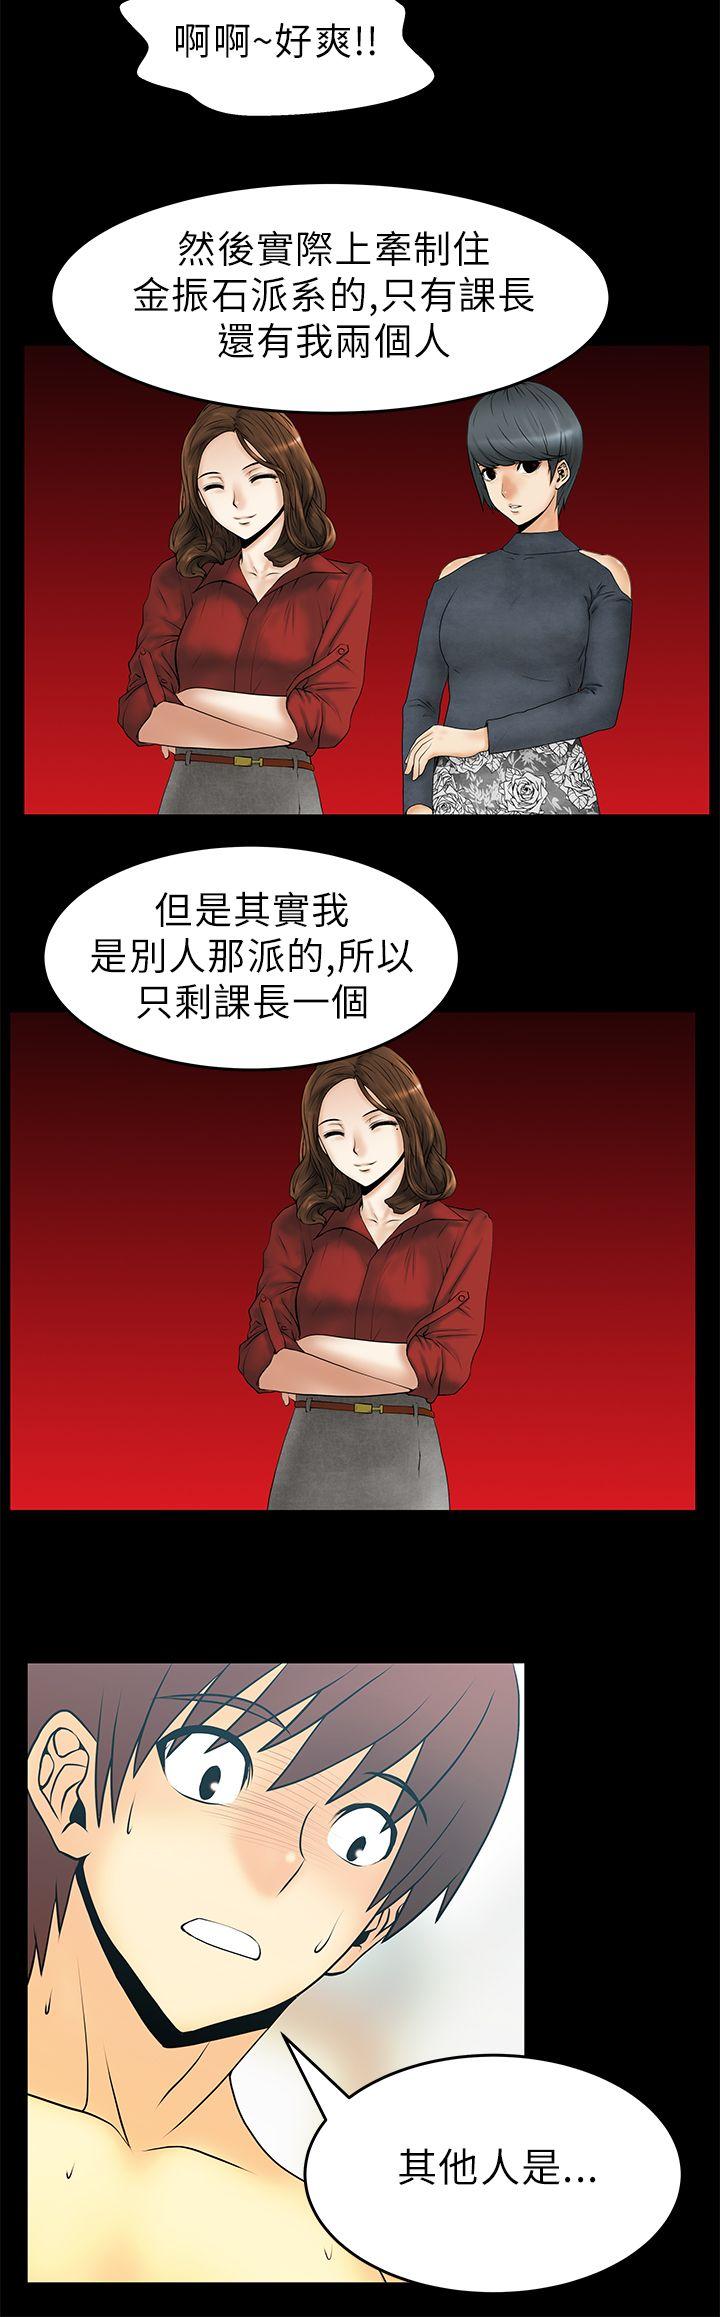 啊啊~好爽!!
然後實際上牽制住
金振石派系的,只有課長
還有我兩個人
但是其實我
是別人那派的,所以
只剩課長一個
其他人是...